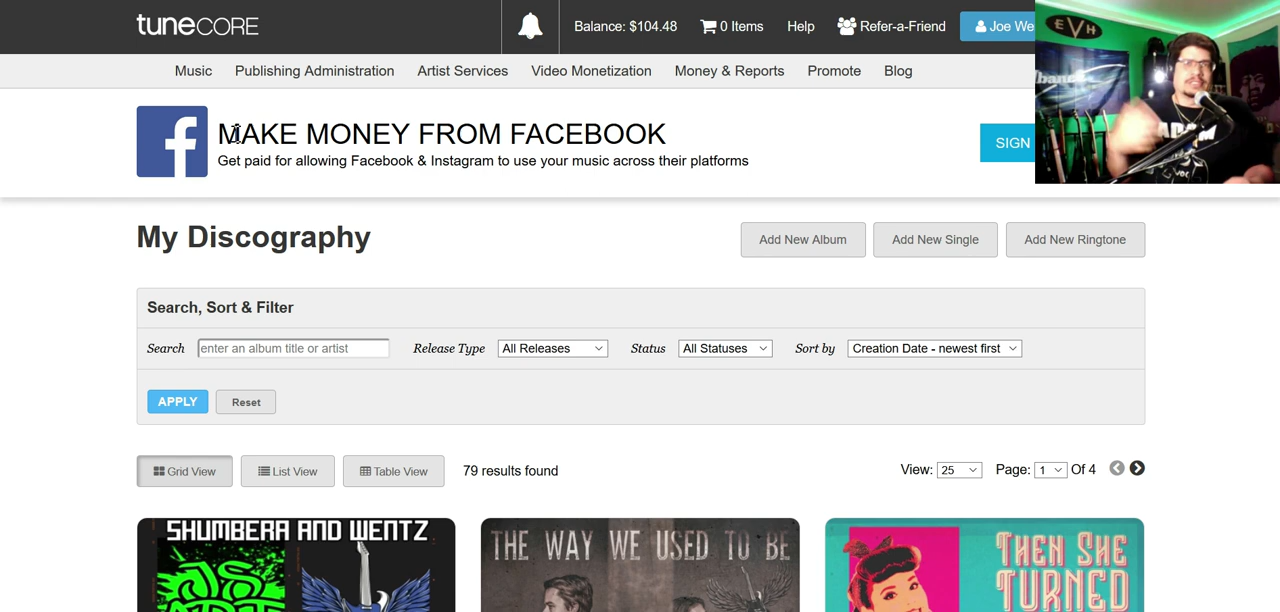 tunecore
Balance: $104.48
0 Items
Help
Refer-a-Friend
Joe We
Music
Publishing Administration
Artist Services
Video Monetization
Money & Reports
Promote
Blog
f
MAKE MONEY FROM FACEBOOK
Get paid for allowing Facebook & Instagram to use your music across their platforms
SIGN
EVH
My Discography
Add New Album
Add New Single
Add New Ringtone
Search, Sort & Filter
Search
enter an album title or artist
Release Type
All Releases
Status
All Statuses
Sort by
Creation Date - newest first
APPLY
Reset
Grid View
List View
Table View
79 results found
View: 25
Page: 1 Of 4
SHUMBERA AND WENTZ
THE WAY WE USED TO BE
THEN SHE
TURNED